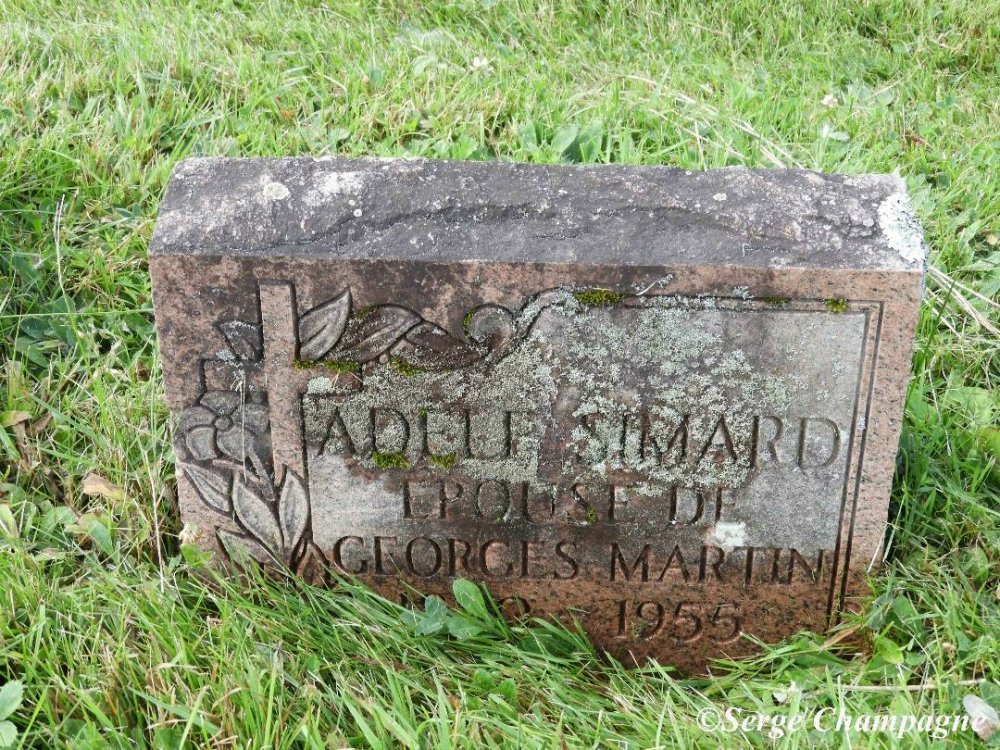 ADELE SIMARD
EPOUSE DE
GEORGES MARTIN
1955
©Serge Champagne